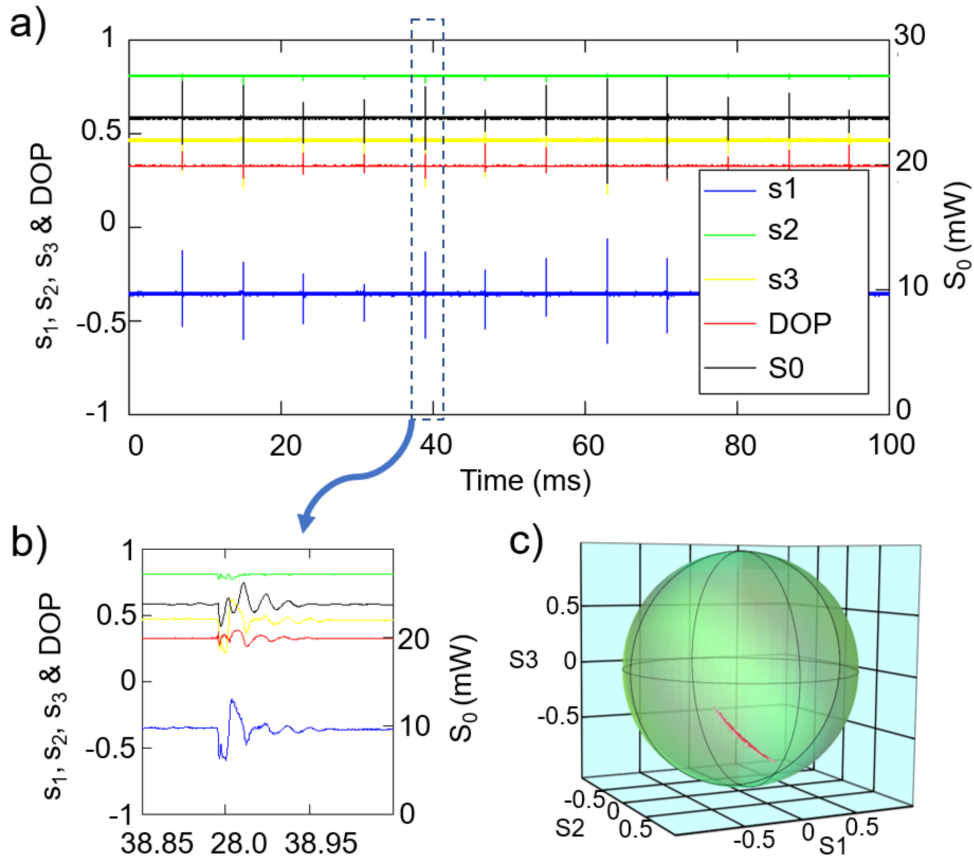 a)
1
0.5
0
-0.5
-1
s₁, s₂, s₃ & DOP
30
20
10
0
S₀ (mW)
s1
s2
s3
DOP
S0
0 20 40 60 80 100
Time (ms)
b)
1
0.5
0
-0.5
-1
s₁, s₂, s₃ & DOP
20
10
0
S₀ (mW)
38.85 28.0 38.95
c)
0.5
S3 0
-0.5
-0.5 0 0.5
S2
-0.5 0 0.5
S1